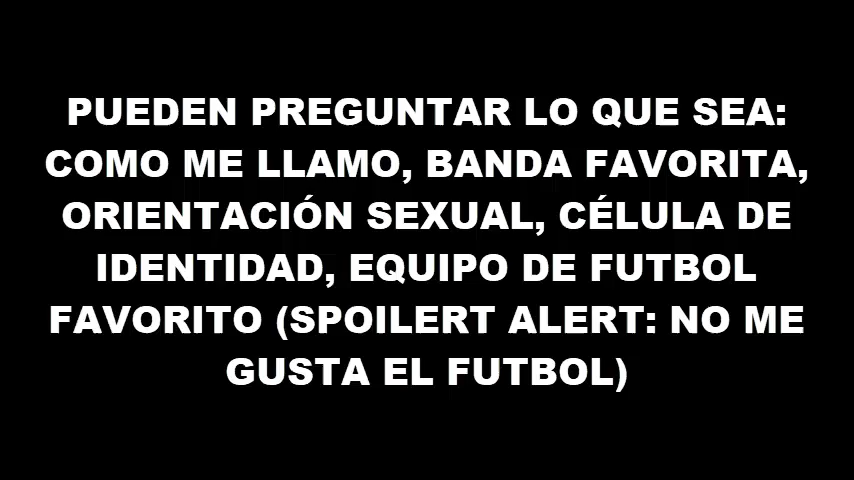 PUEDEN PREGUNTAR LO QUE SEA:
COMO ME LLAMO, BANDA FAVORITA,
ORIENTACIÓN SEXUAL, CÉLULA DE
IDENTIDAD, EQUIPO DE FUTBOL
FAVORITO (SPOILERT ALERT: NO ME
GUSTA EL FUTBOL)